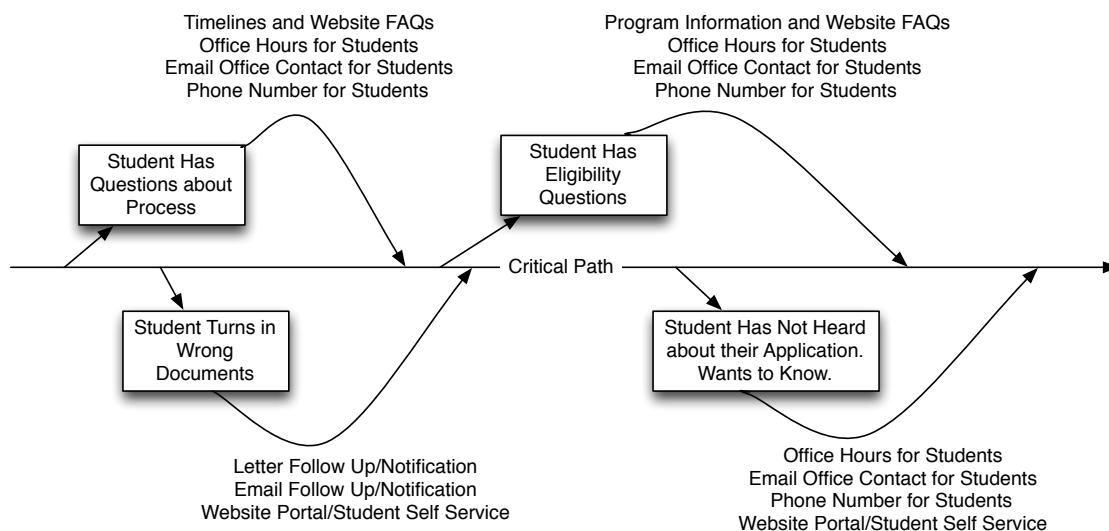 Timelines and Website FAQs
Office Hours for Students
Email Office Contact for Students
Phone Number for Students
Program Information and Website FAQs
Office Hours for Students
Email Office Contact for Students
Phone Number for Students
Student Has
Questions about
Process
Student Has
Eligibility
Questions
Critical Path
Student Turns in
Wrong
Documents
Student Has Not Heard
about their Application.
Wants to Know.
Letter Follow Up/Notification
Email Follow Up/Notification
Website Portal/Student Self Service
Office Hours for Students
Email Office Contact for Students
Phone Number for Students
Website Portal/Student Self Service